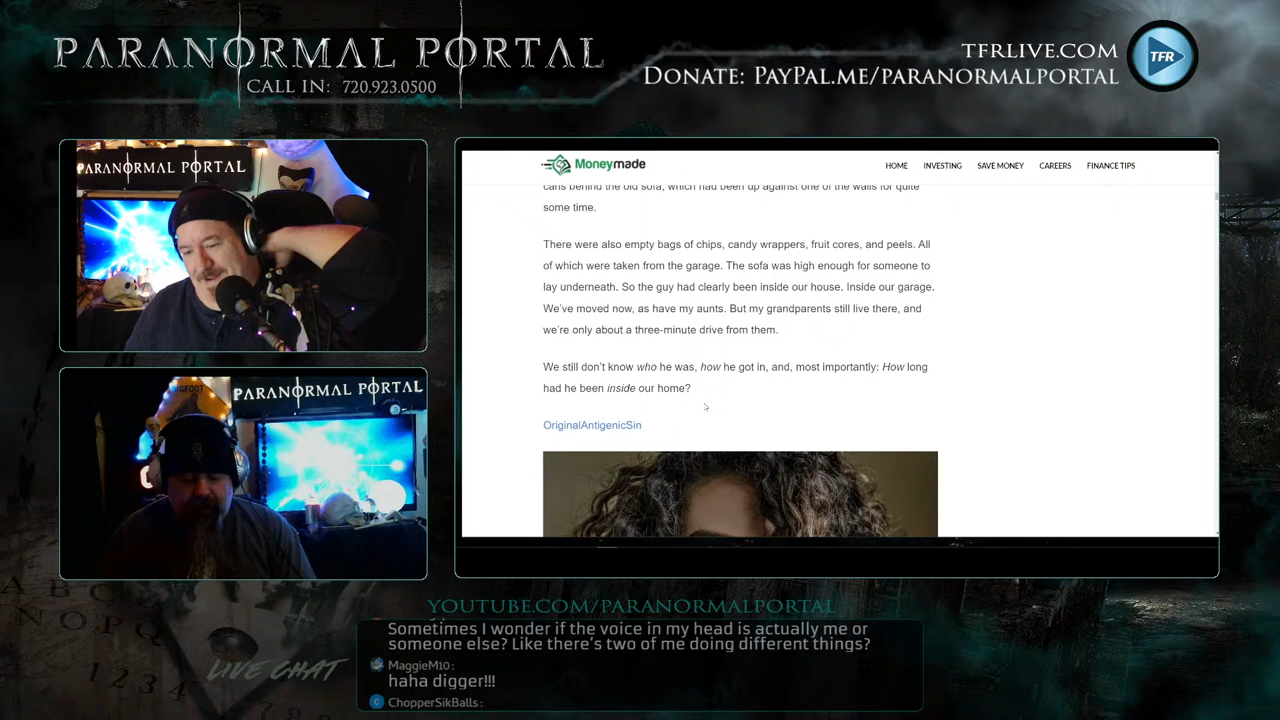 PARANORMAL PORTAL
CALL IN: 720.923.0500
TFRLIVE.COM
DONATE: PAYPAL.ME/PARANORMALPORTAL
TFR
PARANORMAL PORTAL
BIGFOOT
PARANORMAL PORTAL
Moneymade
HOME INVESTING SAVE MONEY CAREERS FINANCE TIPS
cans behind the old sofa, which had been up against one of the walls for quite
some time.
There were also empty bags of chips, candy wrappers, fruit cores, and peels. All
of which were taken from the garage. The sofa was high enough for someone to
lay underneath. So the guy had clearly been inside our house. Inside our garage.
We've moved now, as have my aunts. But my grandparents still live there, and
we're only about a three-minute drive from them.
We still don't know who he was, how he got in, and, most importantly: How long
had he been inside our home?
OriginalAntigenicSin
YOUTUBE.COM/PARANORMALPORTAL
LIVE CHAT
Sometimes I wonder if the voice in my head is actually me or
someone else? Like there's two of me doing different things?
MaggieM10:
haha digger!!!
C ChopperSikBalls:
A B C
N O P Q
1 2 3 4